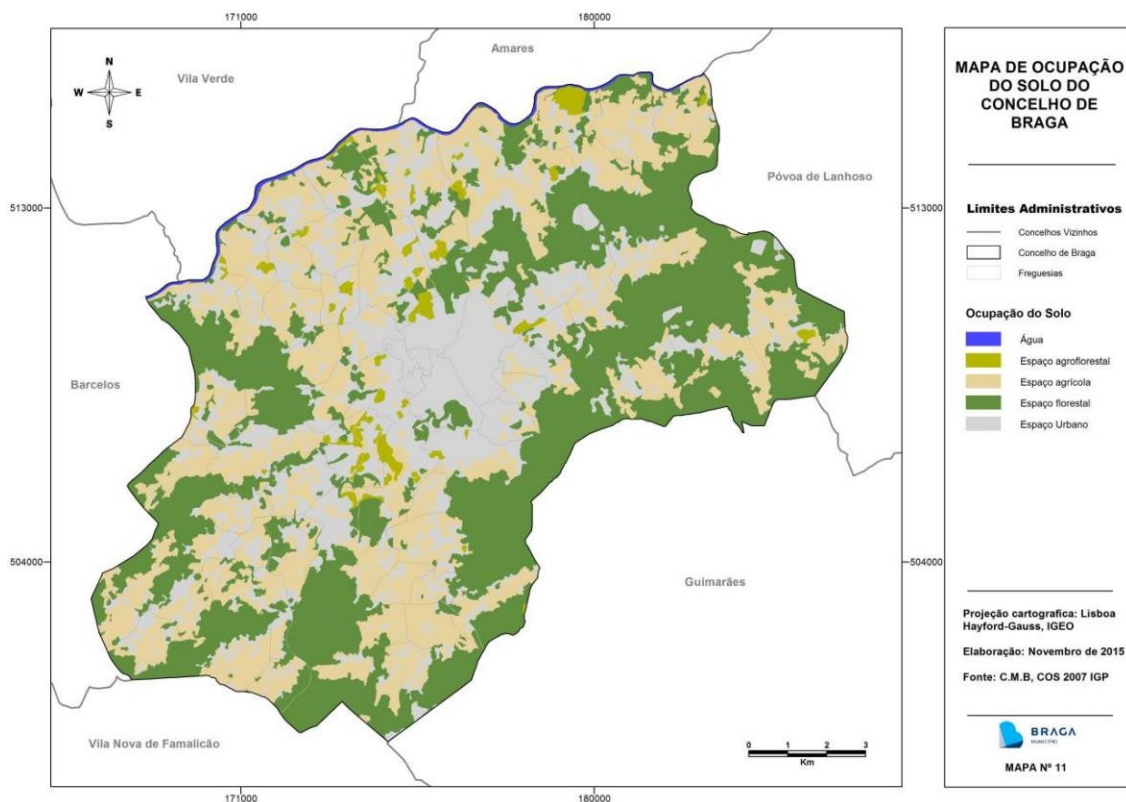 171000
180000
Amares
Vila Verde
N
W
E
S
Póvoa de Lanhoso
513000
513000
Barcelos
504000
504000
Guimarães
Vila Nova de Famalicão
0 1 2 3
Km
171000
180000
MAPA DE OCUPAÇÃO
DO SOLO DO
CONCELHO DE
BRAGA
Limites Administrativos
Concelhos Vizinhos
Concelho de Braga
Freguesias
Ocupação do Solo
Água
Espaço agroflorestal
Espaço agrícola
Espaço florestal
Espaço Urbano
Projeção cartografica: Lisboa
Hayford-Gauss, IGEO
Elaboração: Novembro de 2015
Fonte: C.M.B, COS 2007 IGP
BRAGA
MUNICÍPIO
MAPA Nº 11